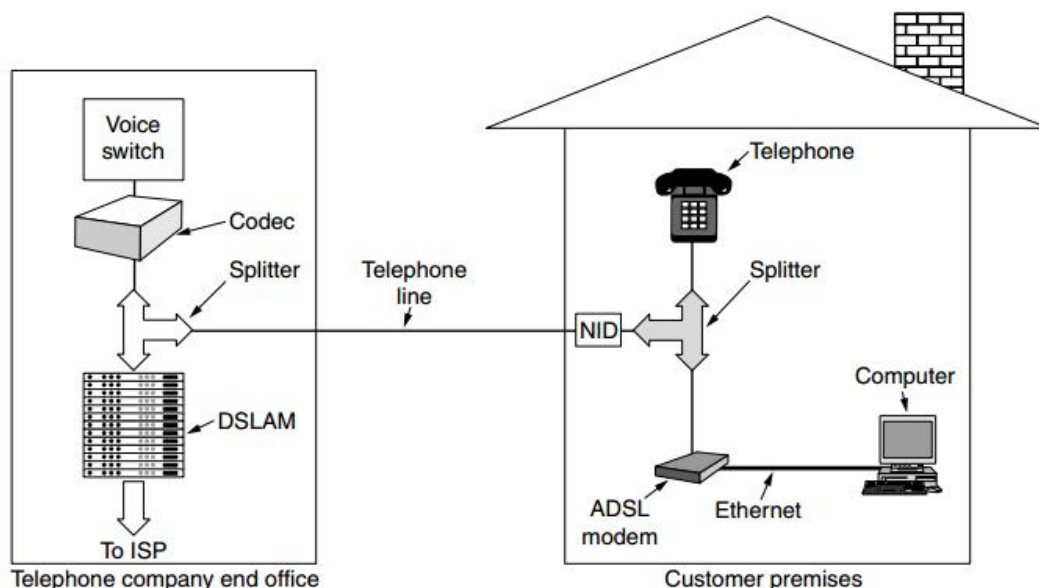 Voice
switch
Codec
Splitter
DSLAM
To ISP
Telephone company end office
Telephone
line
NID
Telephone
Splitter
Computer
ADSL
modem
Ethernet
Customer premises